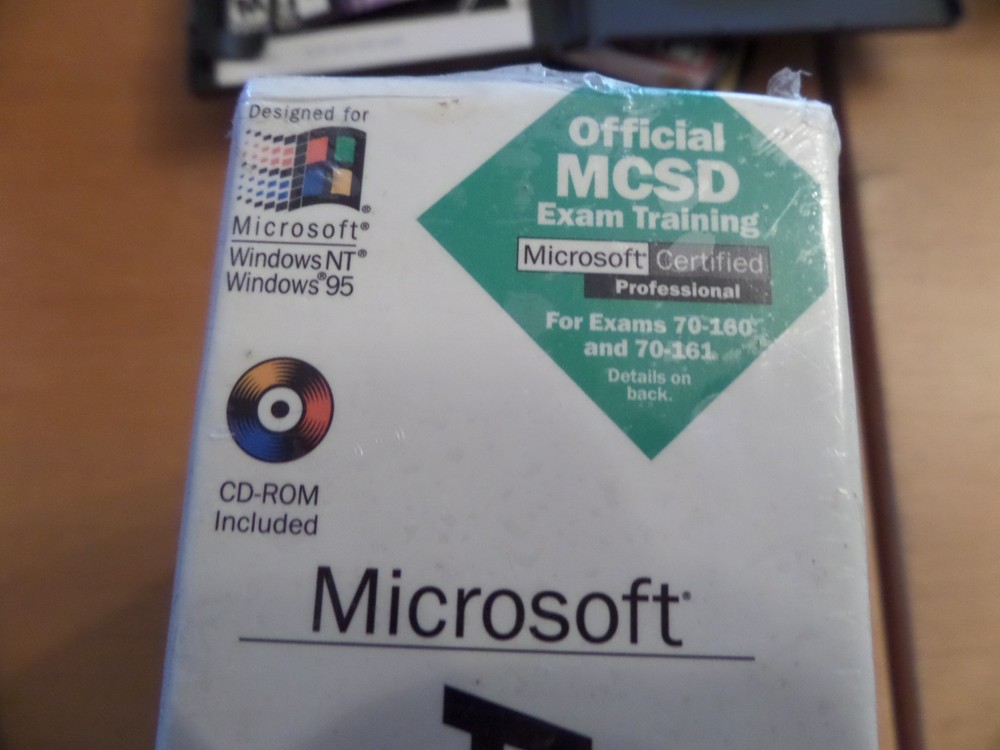 Designed for
Microsoft®
Windows NT®
Windows®95
Official
MCSD
Exam Training
Microsoft Certified
Professional
For Exams 70-160
and 70-161.
Details on
back.
CD-ROM
Included
Microsoft®